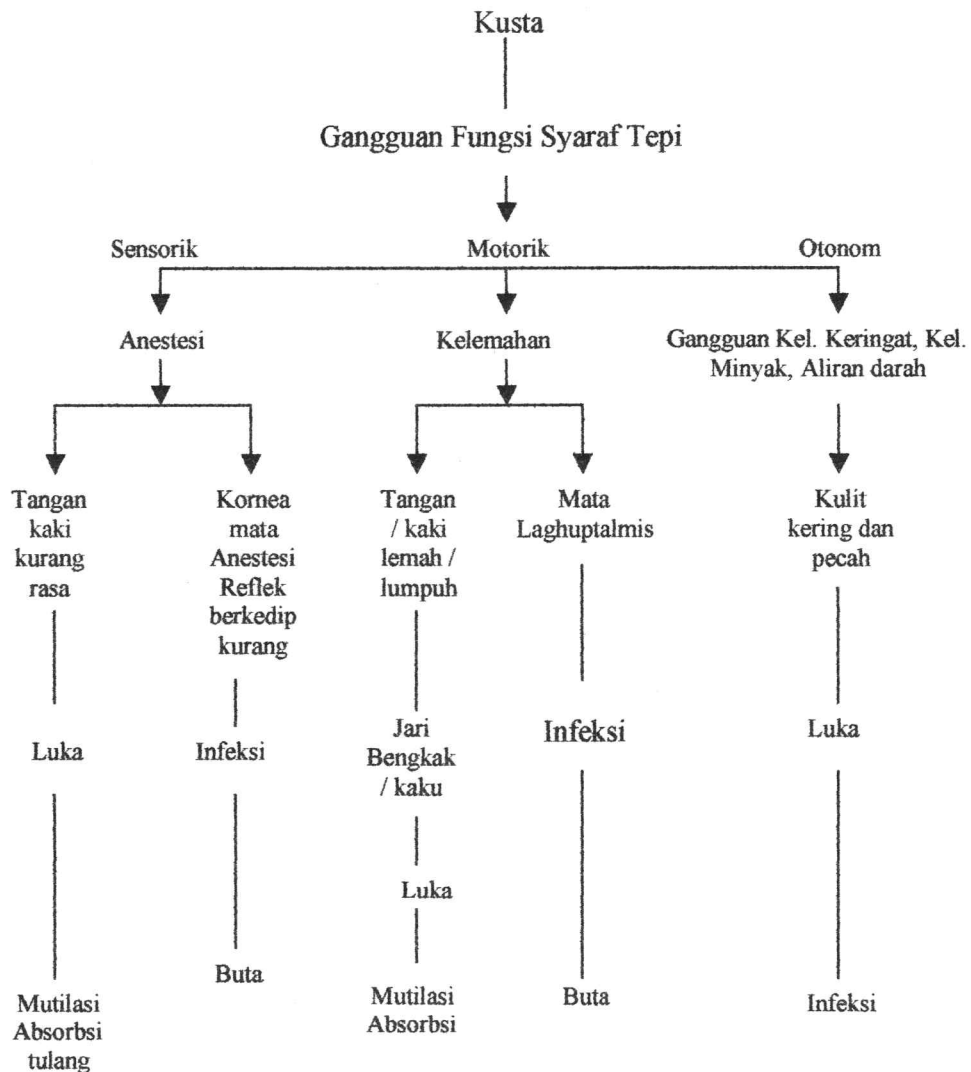 Kusta
Gangguan Fungsi Syaraf Tepi
Sensorik
Motorik
Otonom
Anestesi
Kelemahan
Gangguan Kel. Keringat, Kel.
Minyak, Aliran darah
Tangan
kaki
kurang
rasa
Kornea
mata
Anestesi
Reflek
berkedip
kurang
Tangan
/ kaki
lemah /
lumpuh
Mata
Laghuptalmis
Kulit
kering dan
pecah
Luka
Infeksi
Jari
Bengkak
/ kaku
Infeksi
Luka
Luka
Mutilasi
Absorbsi
tulang
Buta
Mutilasi
Absorbsi
Buta
Infeksi